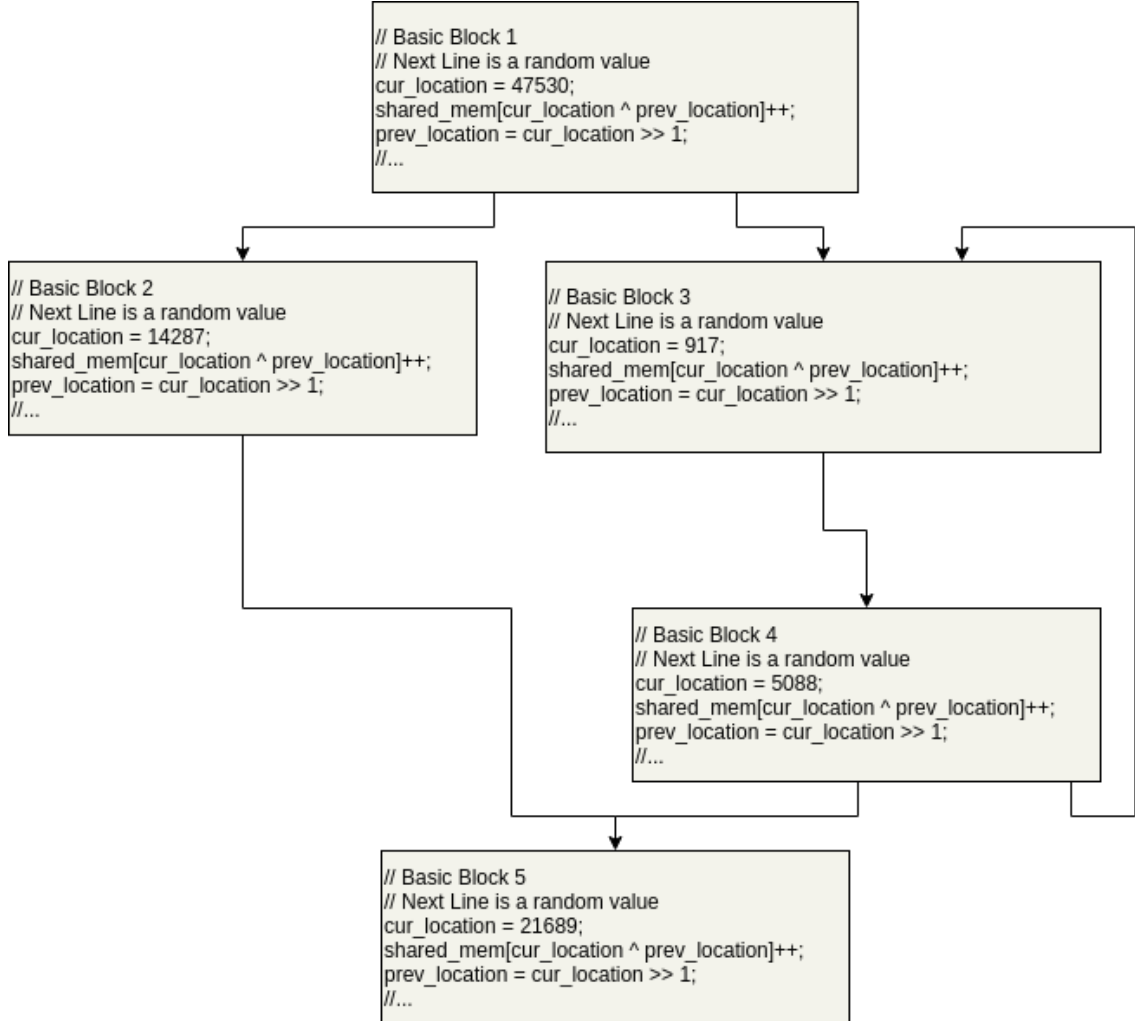 // Basic Block 1
// Next Line is a random value
cur_location = 47530;
shared_mem[cur_location ^ prev_location]++;
prev_location = cur_location >> 1;
//...
// Basic Block 2
// Next Line is a random value
cur_location = 14287;
shared_mem[cur_location ^ prev_location]++;
prev_location = cur_location >> 1;
//...
// Basic Block 3
// Next Line is a random value
cur_location = 917;
shared_mem[cur_location ^ prev_location]++;
prev_location = cur_location >> 1;
//...
// Basic Block 4
// Next Line is a random value
cur_location = 5088;
shared_mem[cur_location ^ prev_location]++;
prev_location = cur_location >> 1;
//...
// Basic Block 5
// Next Line is a random value
cur_location = 21689;
shared_mem[cur_location ^ prev_location]++;
prev_location = cur_location >> 1;
//...